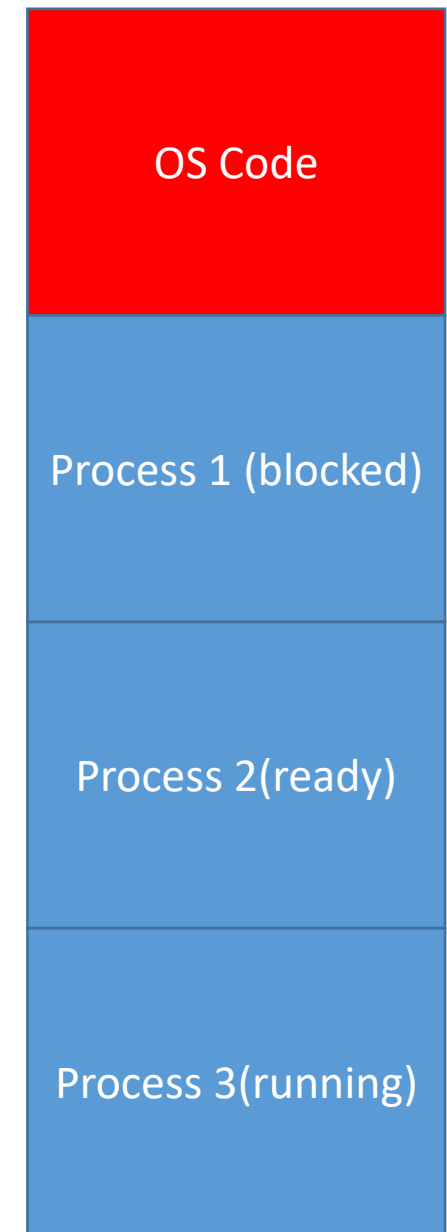 OS Code
Process 1 (blocked)
Process 2(ready)
Process 3(running)